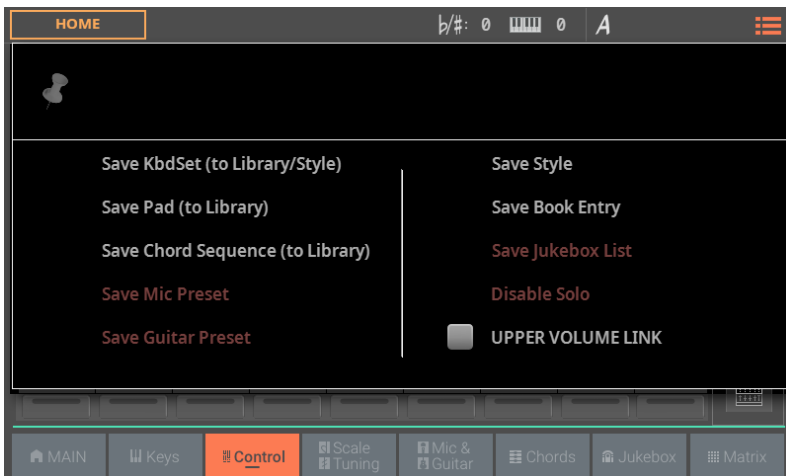 HOME
♭/#: 0
0
A
Save KbdSet (to Library/Style)
Save Pad (to Library)
Save Chord Sequence (to Library)
Save Mic Preset
Save Guitar Preset
Save Style
Save Book Entry
Save Jukebox List
Disable Solo
UPPER VOLUME LINK
MAIN
Keys
Control
Scale
Tuning
Mic &
Guitar
Chords
Jukebox
Matrix